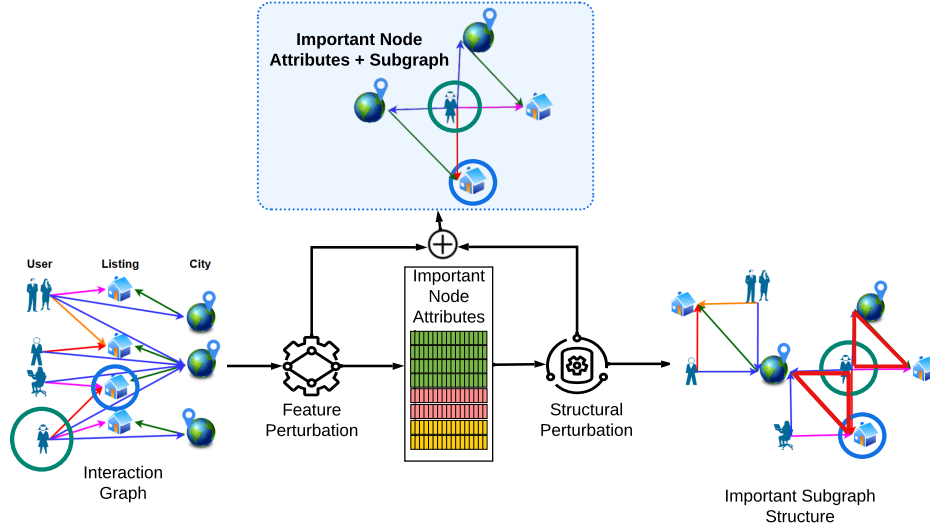 Important Node
Attributes + Subgraph
User
Listing
City
Important
Node
Attributes
Feature
Perturbation
Structural
Perturbation
Interaction
Graph
Important Subgraph
Structure